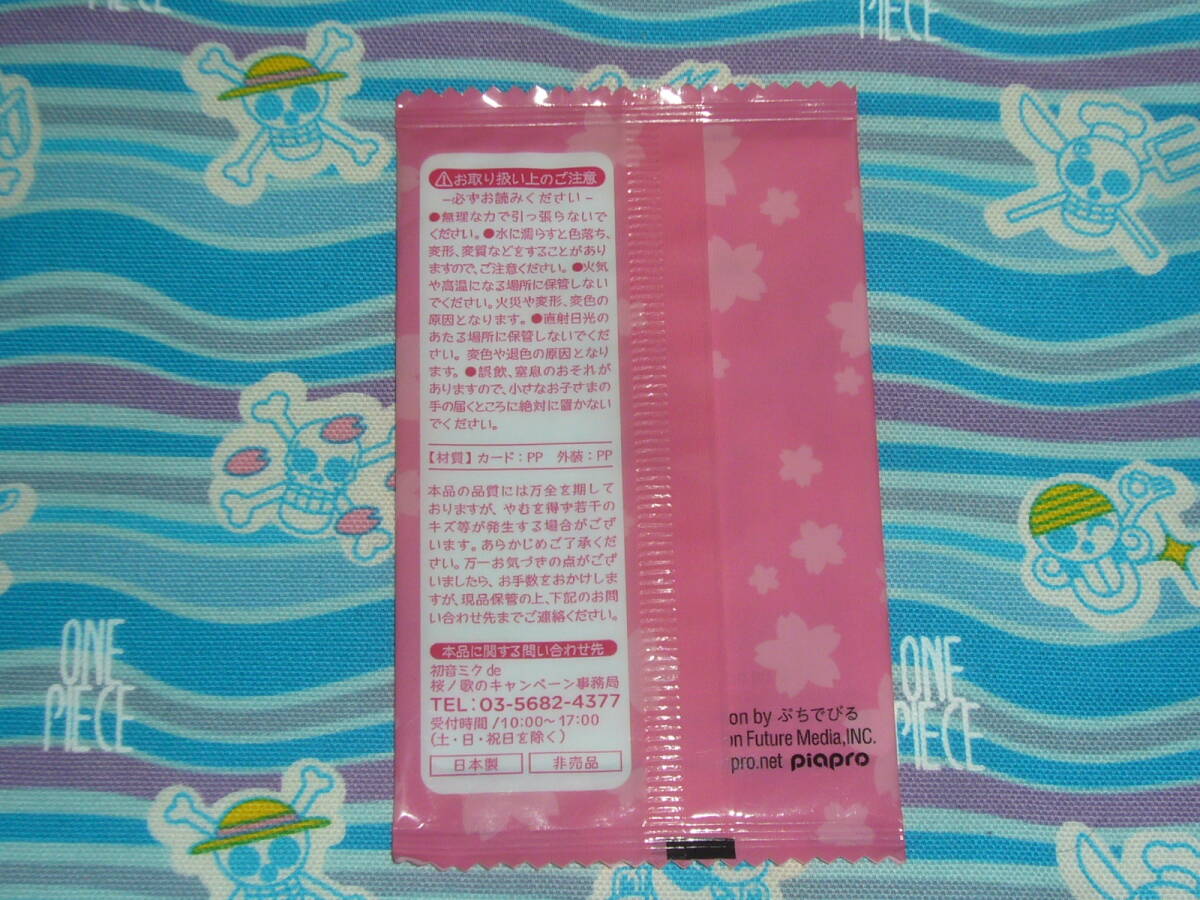 PIECE
お取り扱い上のご注意
-必ずお読みください-
●無理な力で引っ張らないで
ください。●水に濡らすと色落ち、
変形、変質などをすることがあり
ますので、ご注意ください。●火気
や高温になる場所に保管しない
でください。火災や変形、変色の
原因となります。●直射日光の
あたる場所に保管しないでくだ
さい。変色や退色の原因となり
ます。●誤飲、窒息のおそれが
ありますので、小さなお子さまの
手の届くところに絶対に置かない
でください。
【材質】カード:PP 外装:PP
本品の品質には万全を期して
おりますが、やむを得ず若干の
キズ等が発生する場合がござ
います。あらかじめご了承くだ
さい。万一お気づきの点がござ
いましたら、お手数をおかけしま
すが、現品保管の上、下記のお問
い合わせ先までご連絡ください。
本品に関する問い合わせ先
初音ミク de
桜ノ歌のキャンペーン事務局
TEL:03-5682-4377
受付時間/10:00~17:00
(土・日・祝日を除く)
日本製 非売品
on by ぷちでびる
on Future Media,INC.
pro.net piapro
ONE
PIECE
ONE
PIECE